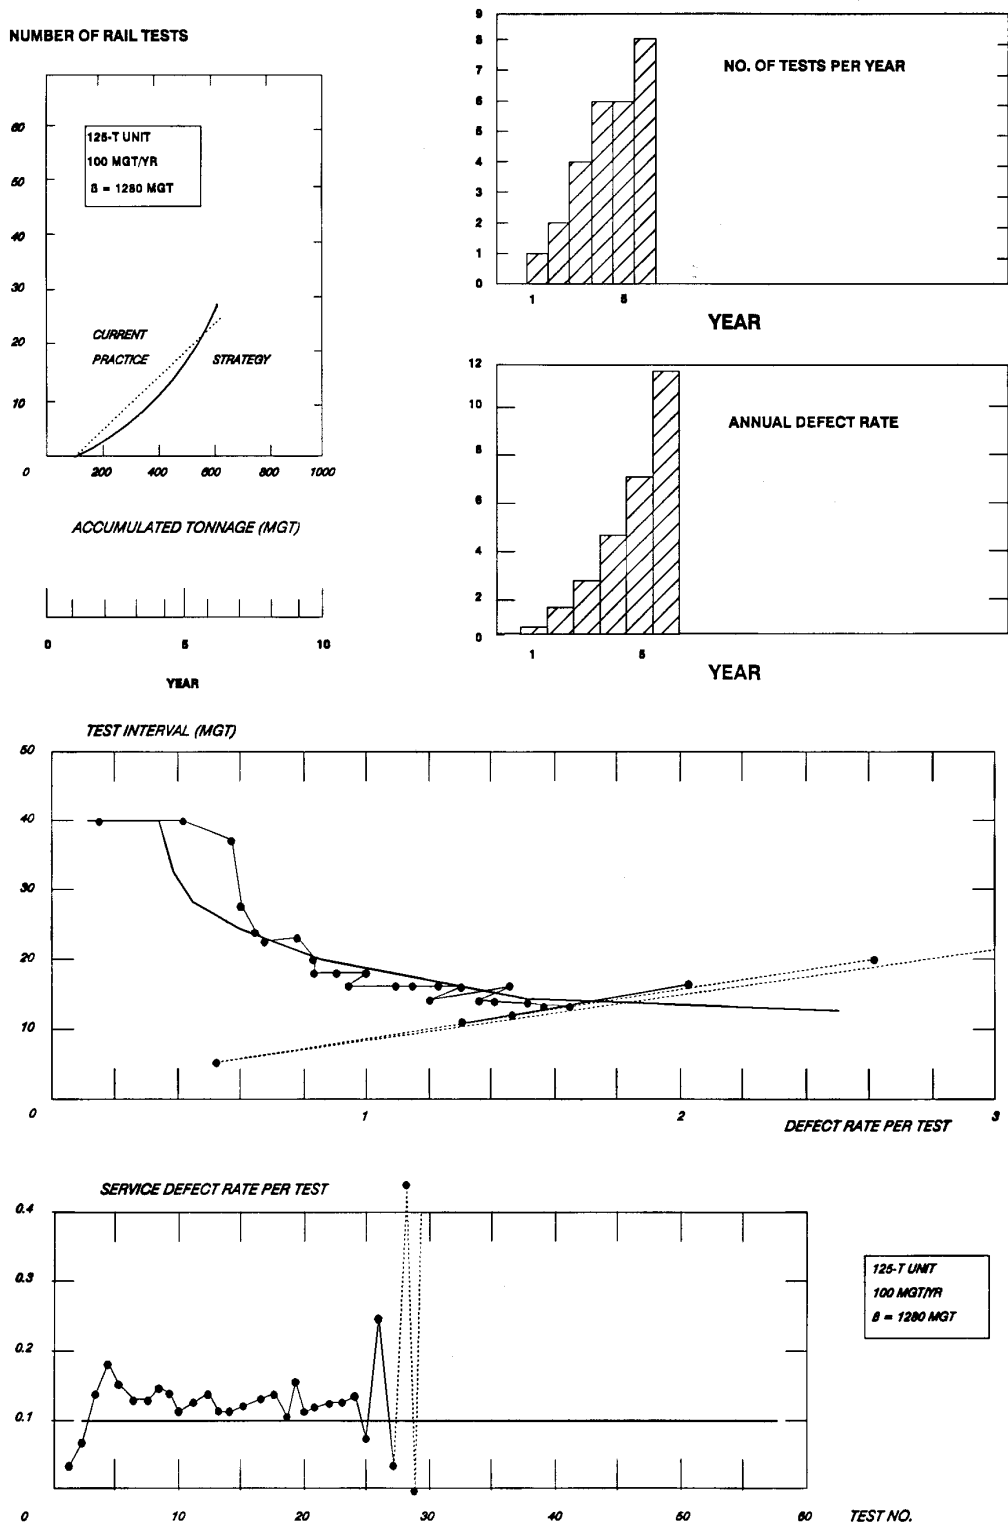 NUMBER OF RAIL TESTS
60
50
40
30
20
10
0
125-T UNIT
100 MGT/YR
β = 1280 MGT
CURRENT
PRACTICE
STRATEGY
200 400 600 800 1000
ACCUMULATED TONNAGE (MGT)
0 5 10
YEAR
9
8
7
6
5
4
3
2
1
0
NO. OF TESTS PER YEAR
1 5
YEAR
12
10
8
6
4
2
0
ANNUAL DEFECT RATE
1 5
YEAR
TEST INTERVAL (MGT)
50
40
30
20
10
0 1 2 3
DEFECT RATE PER TEST
SERVICE DEFECT RATE PER TEST
0.4
0.3
0.2
0.1
0 10 20 30 40 50 60
TEST NO.
125-T UNIT
100 MGT/YR
β = 1280 MGT